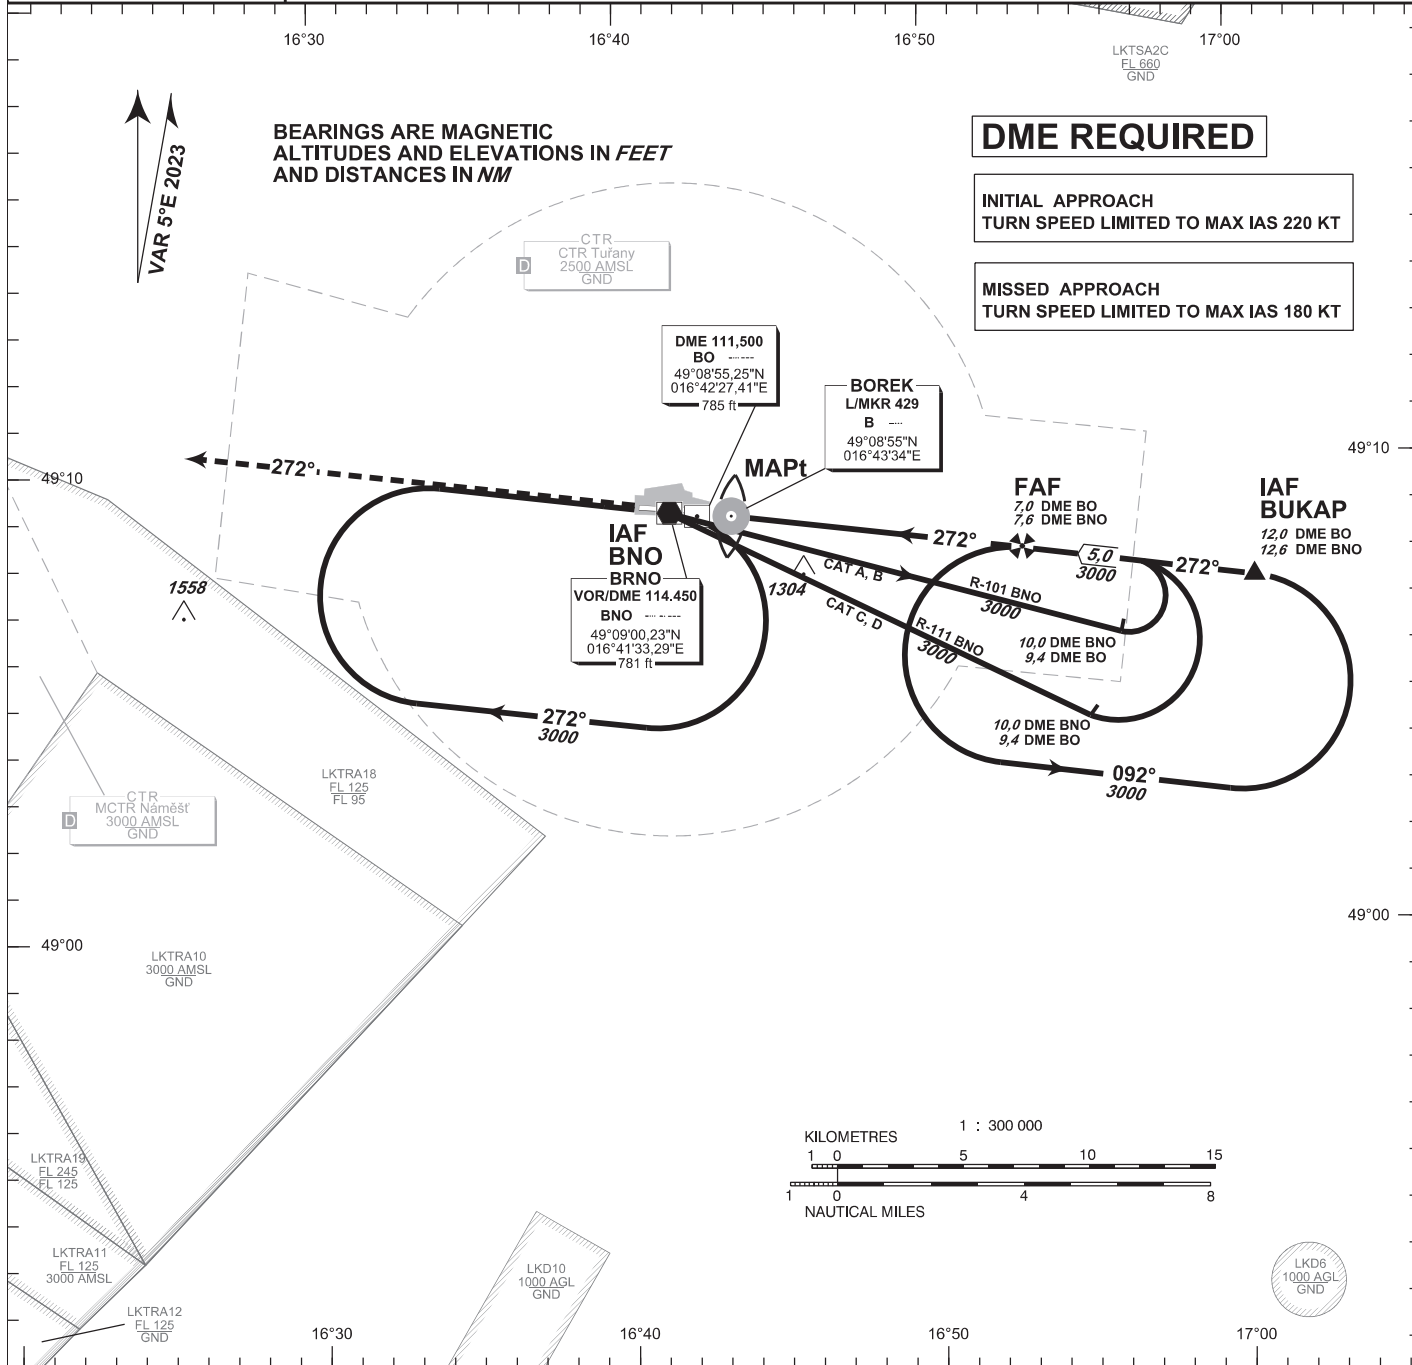 16°30
16°40
16°50
17°00
LKTSA2C
FL 660
GND
VAR 5°E 2023
BEARINGS ARE MAGNETIC
ALTITUDES AND ELEVATIONS IN FEET
AND DISTANCES IN NM
DME REQUIRED
INITIAL APPROACH
TURN SPEED LIMITED TO MAX IAS 220 KT
MISSED APPROACH
TURN SPEED LIMITED TO MAX IAS 180 KT
CTR
CTR Tuřany
D
2500 AMSL
GND
DME 111,500
BO
49°08'55,25"N
016°42'27,41"E
785 ft
BOREK
L/MKR 429
B
49°08'55"N
016°43'34"E
49°10
49°10
272°
MAPt
FAF
7,0 DME BO
7,6 DME BNO
IAF
BUKAP
12,0 DME BO
12,6 DME BNO
272°
5,0
3000
272°
IAF
BNO
BRNO
VOR/DME 114.450
BNO
49°09'00,23"N
016°41'33,29"E
781 ft
CAT A, B
R-101 BNO
3000
1304
CAT C, D
R-111 BNO
3000
10,0 DME BNO
9,4 DME BO
1558
272°
3000
10,0 DME BNO
9,4 DME BO
092°
3000
LKTRA18
FL 125
FL 95
CTR
MCTR Náměšť
D
3000 AMSL
GND
49°00
49°00
LKTRA10
3000 AMSL
GND
1 : 300 000
KILOMETRES
1 0 5 10 15
1 0 4 8
NAUTICAL MILES
LKTRA19
FL 245
FL 125
LKTRA11
FL 125
3000 AMSL
LKTRA12
FL 125
GND
LKD10
1000 AGL
GND
LKD6
1000 AGL
GND
16°30
16°40
16°50
17°00